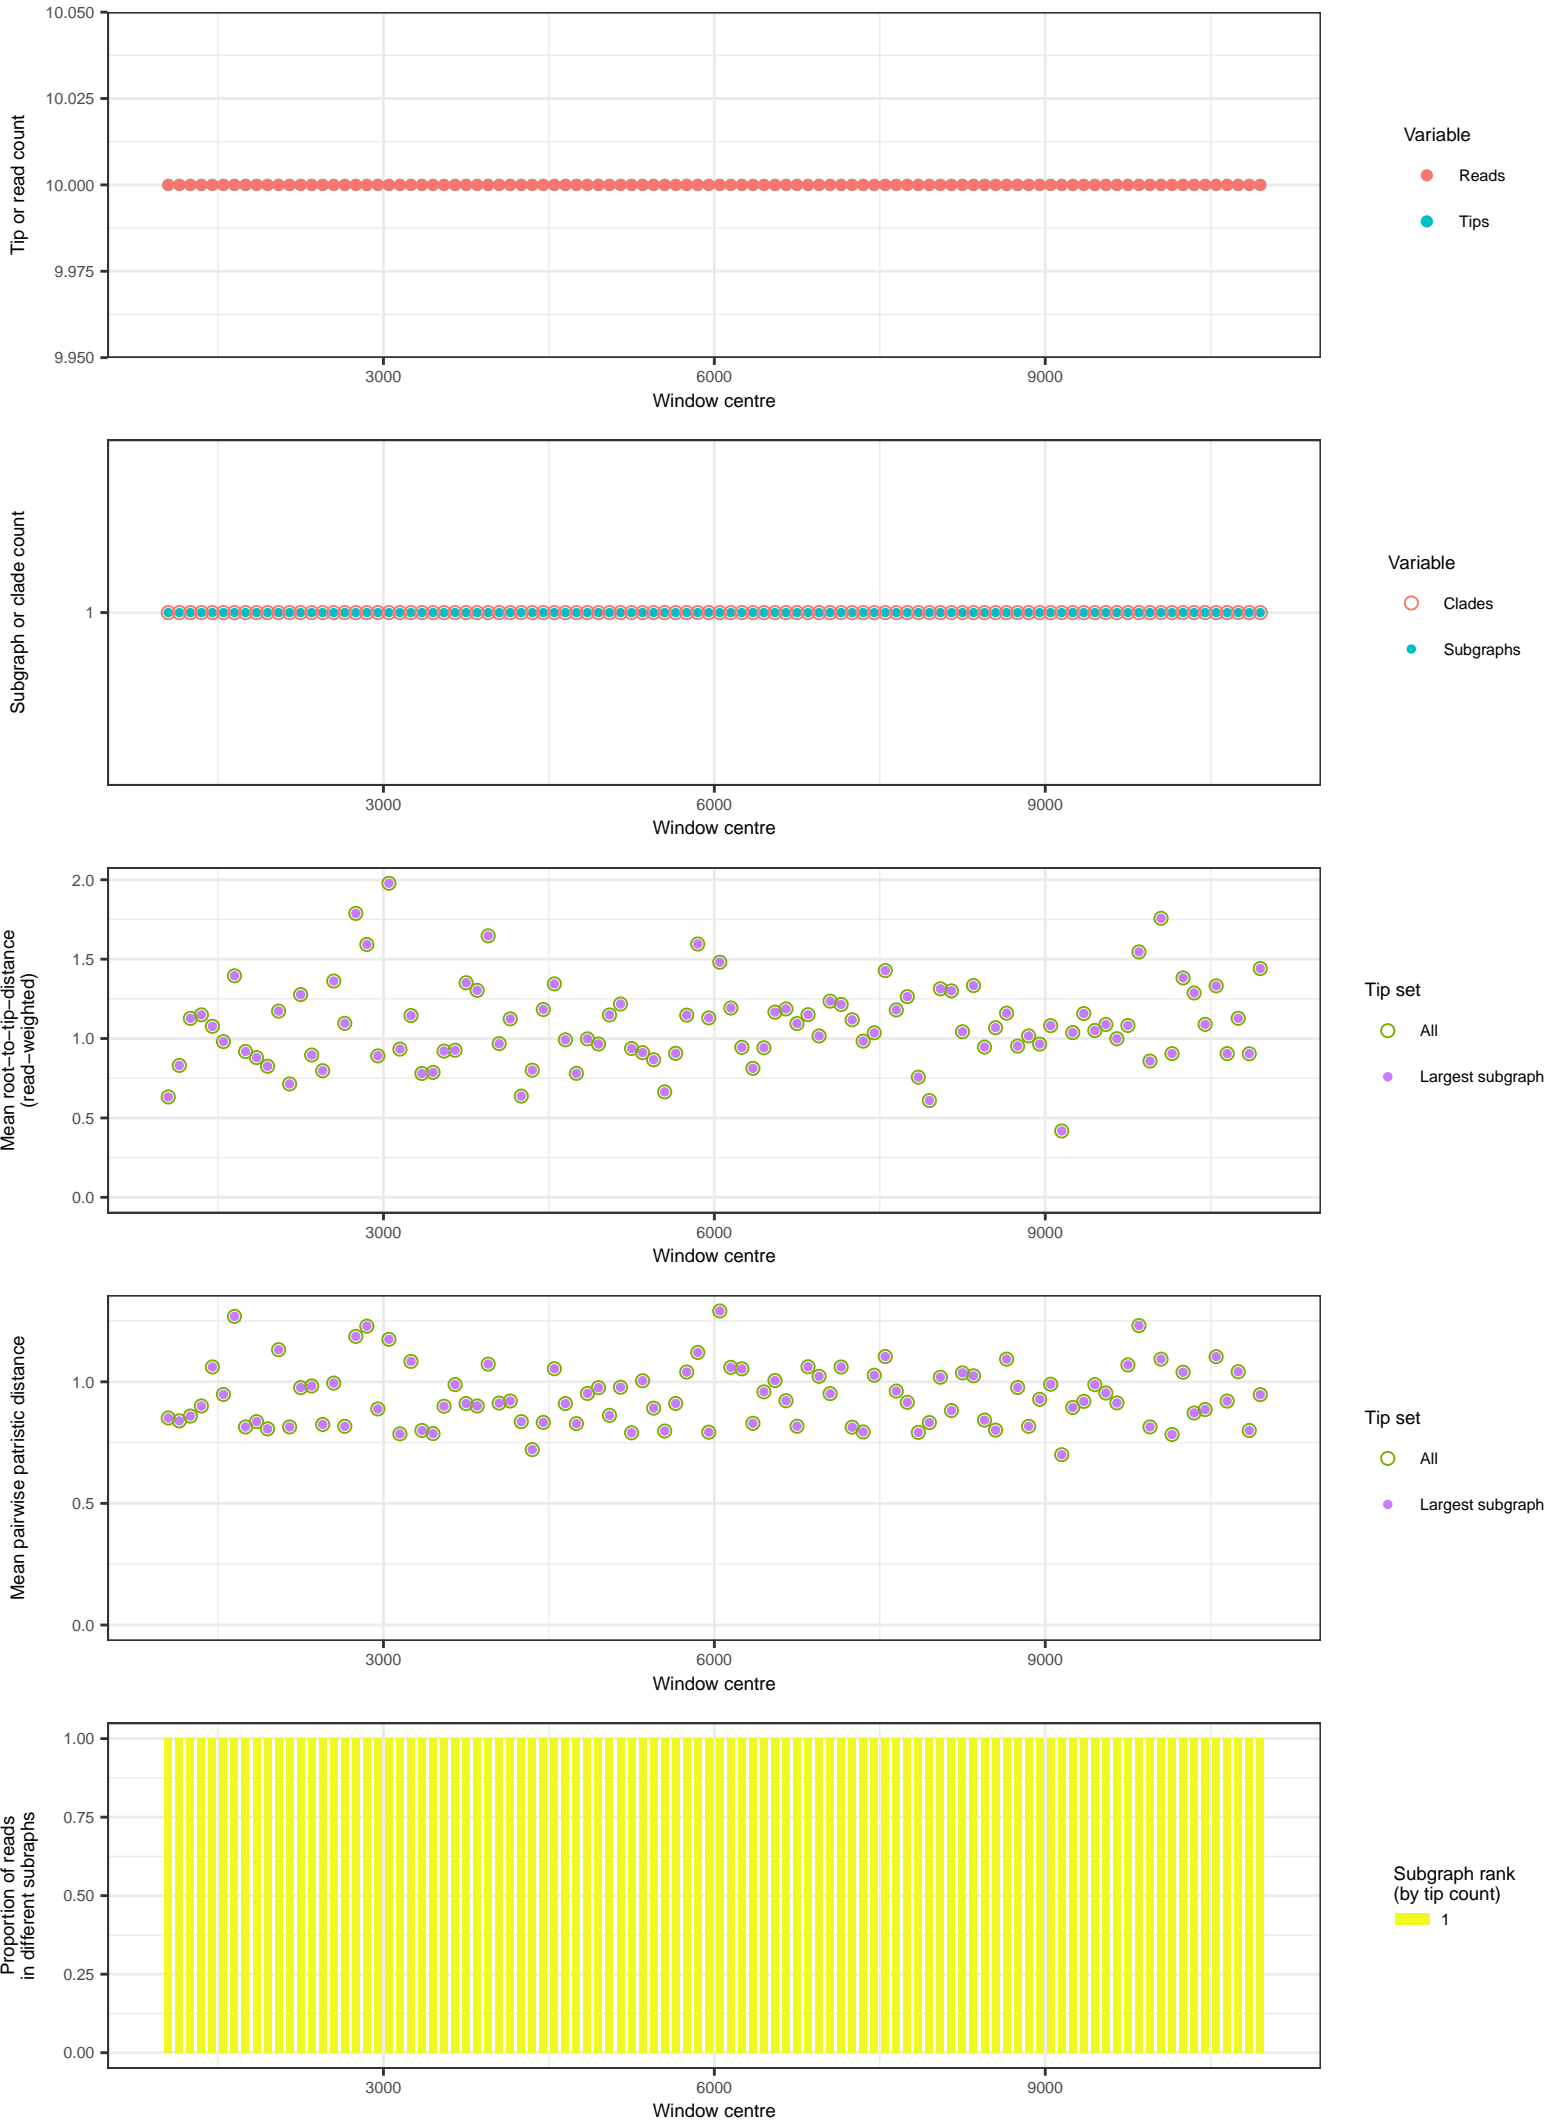 10.050
10.025
10.000
9.975
9.950
Tip or read count
3000 6000 9000
Window centre
Variable
Reads
Tips
1
Subgraph or clade count
3000 6000 9000
Window centre
Variable
Clades
Subgraphs
2.0
1.5
1.0
0.5
0.0
Mean root−to−tip−distance
(read−weighted)
3000 6000 9000
Window centre
Tip set
All
Largest subgraph
1.0
0.5
0.0
Mean pairwise patristic distance
3000 6000 9000
Window centre
Tip set
All
Largest subgraph
1.00
0.75
0.50
0.25
0.00
Proportion of reads
in different subraphs
3000 6000 9000
Window centre
Subgraph rank
(by tip count)
1